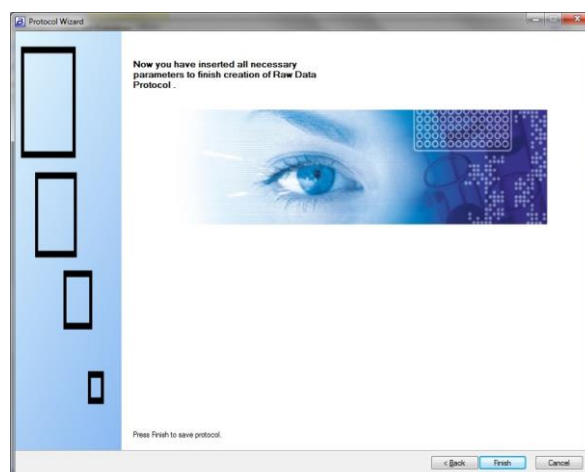 Protocol Wizard
Now you have inserted all necessary
parameters to finish creation of Raw Data
Protocol .
Press Finish to save protocol.
< Back
Finish
Cancel